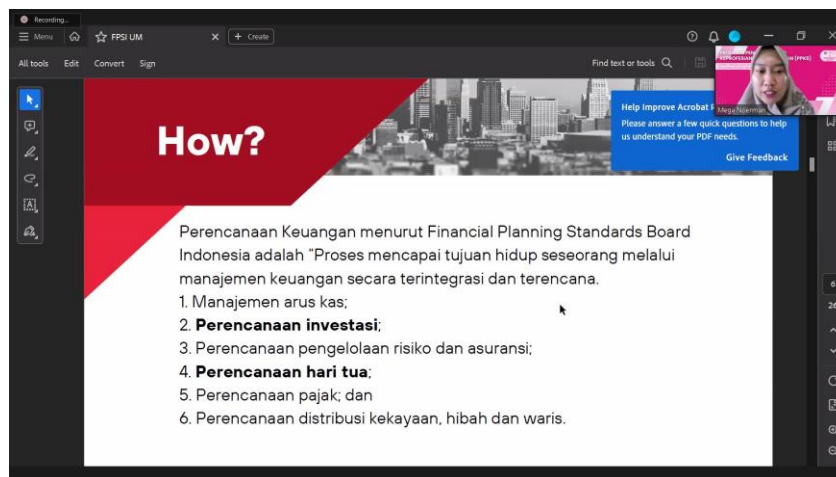 Recording...
Menu
FPSI UM
Create
All tools
Edit
Convert
Sign
Find text or tools
Mega Noerman
Help Improve Acrobat
Please answer a few quick questions to help
us understand your PDF needs.
Give Feedback
How?
Perencanaan Keuangan menurut Financial Planning Standards Board
Indonesia adalah “Proses mencapai tujuan hidup seseorang melalui
manajemen keuangan secara terintegrasi dan terencana.
1. Manajemen arus kas;
2. Perencanaan investasi;
3. Perencanaan pengelolaan risiko dan asuransi;
4. Perencanaan hari tua;
5. Perencanaan pajak; dan
6. Perencanaan distribusi kekayaan, hibah dan waris.
6